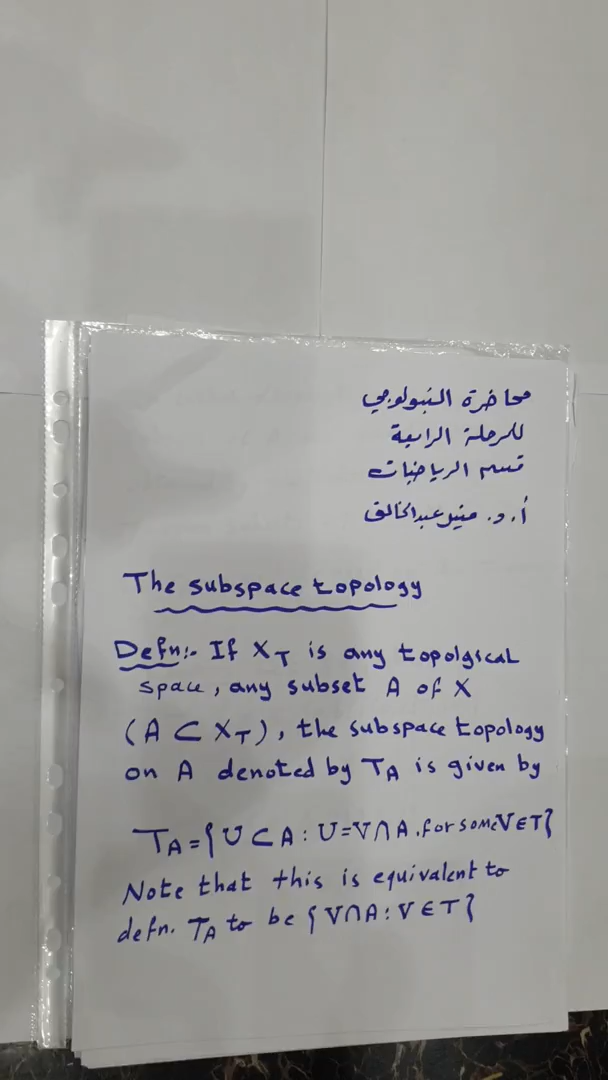 محاضرة التبولوجي
للمرحلة الرابعة
قسم الرياضيات
أ.د. منير عبدالخالق
The subspace topology
Defn:. If X_T is any topolgical
space, any subset A of X
(A ⊂ X_T), the subspace topology
on A denoted by T_A is given by
T_A = {U ⊂ A : U = V ∩ A, for some V ∈ T}
Note that this is equivalent to
defn. T_A to be {V ∩ A : V ∈ T}